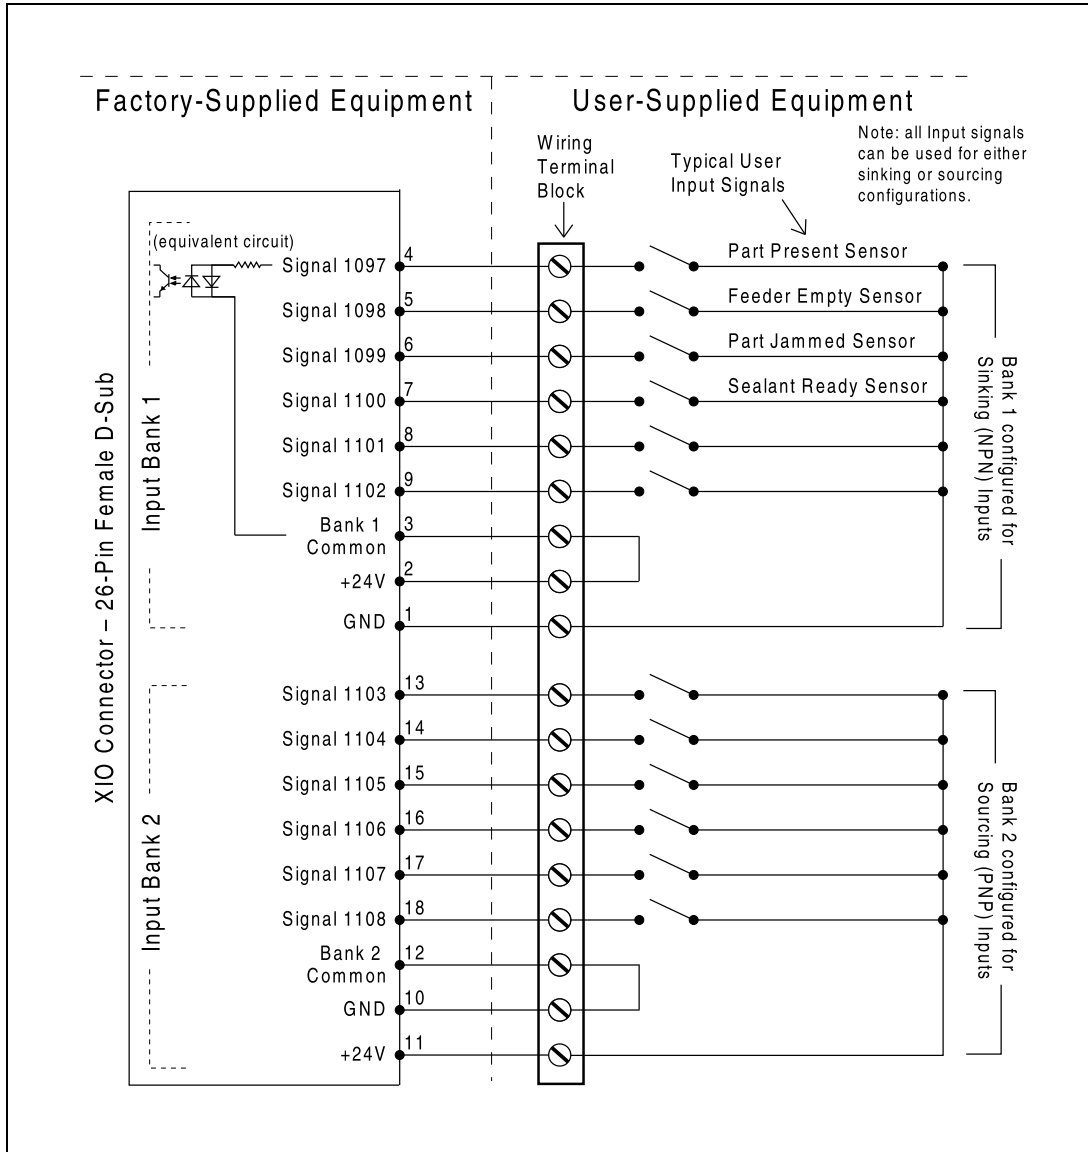 Factory-Supplied Equipment
User-Supplied Equipment
Note: all Input signals
can be used for either
sinking or sourcing
configurations.
Wiring
Terminal
Block
Typical User
Input Signals
XIO Connector – 26-Pin Female D-Sub
Input Bank 1
(equivalent circuit)
Signal 1097
4
Part Present Sensor
Signal 1098
5
Feeder Empty Sensor
Signal 1099
6
Part Jammed Sensor
Signal 1100
7
Sealant Ready Sensor
Signal 1101
8
Signal 1102
9
Bank 1
Common
3
+24V
2
GND
1
Bank 1 configured for
Sinking (NPN) Inputs
Input Bank 2
Signal 1103
13
Signal 1104
14
Signal 1105
15
Signal 1106
16
Signal 1107
17
Signal 1108
18
Bank 2
Common
12
GND
10
+24V
11
Bank 2 configured for
Sourcing (PNP) Inputs